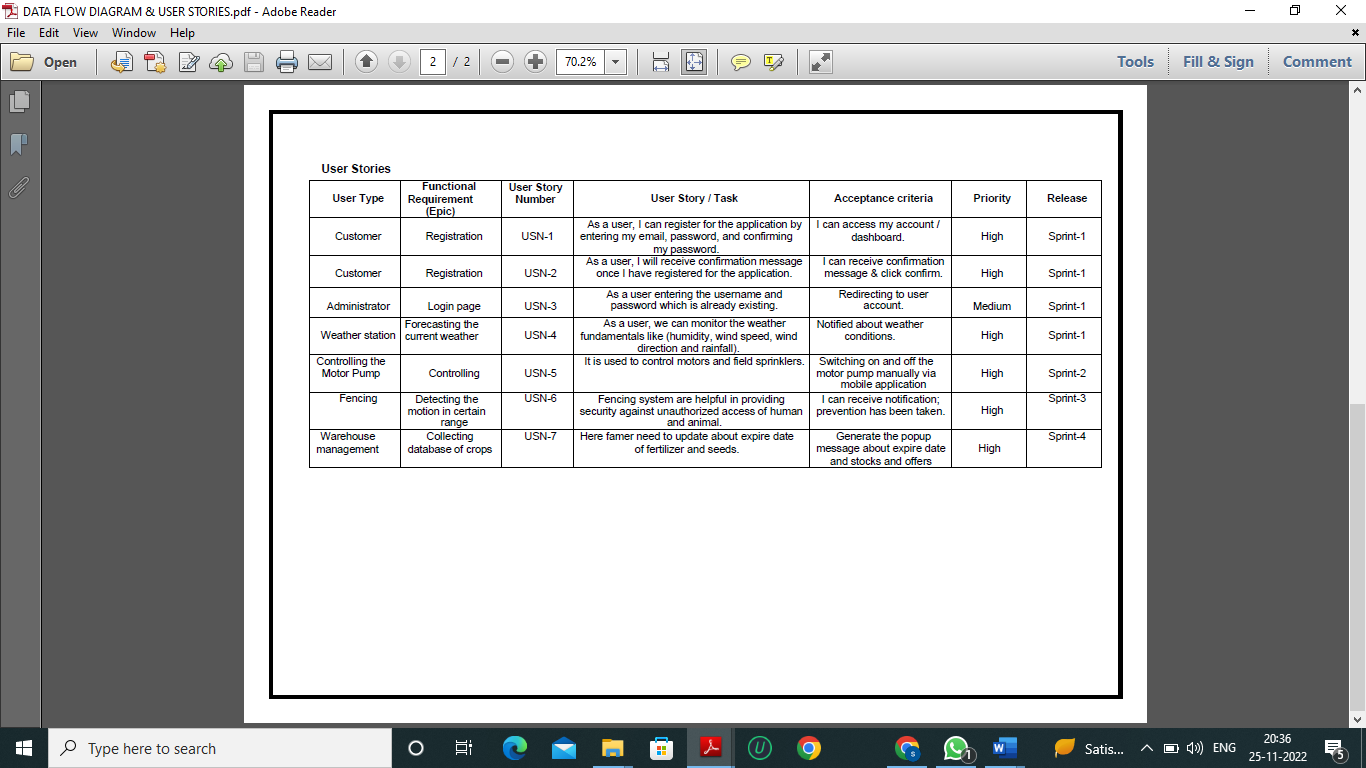 DATA FLOW DIAGRAM & USER STORIES.pdf - Adobe Reader
File Edit View Window Help
Open
2 / 2
70.2%
Tools Fill & Sign Comment
User Stories
User Type
Functional
Requirement
(Epic)
User Story
Number
User Story / Task
Acceptance criteria
Priority
Release
Customer
Registration
USN-1
As a user, I can register for the application by
entering my email, password, and confirming
my password.
I can access my account /
dashboard.
High
Sprint-1
Customer
Registration
USN-2
As a user, I will receive confirmation message
once I have registered for the application.
I can receive confirmation
message & click confirm.
High
Sprint-1
Administrator
Login page
USN-3
As a user entering the username and
password which is already existing.
Redirecting to user
account.
Medium
Sprint-1
Weather station
Forecasting the
current weather
USN-4
As a user, we can monitor the weather
fundamentals like (humidity, wind speed, wind
direction and rainfall).
Notified about weather
conditions.
High
Sprint-1
Controlling the
Motor Pump
Controlling
USN-5
It is used to control motors and field sprinklers.
Switching on and off the
motor pump manually via
mobile application
High
Sprint-2
Fencing
Detecting the
motion in certain
range
USN-6
Fencing system are helpful in providing
security against unauthorized access of human
and animal.
I can receive notification;
prevention has been taken.
High
Sprint-3
Warehouse
management
Collecting
database of crops
USN-7
Here famer need to update about expire date
of fertilizer and seeds.
Generate the popup
message about expire date
and stocks and offers
High
Sprint-4
Type here to search
Satis...
ENG
20:36
25-11-2022
5
1